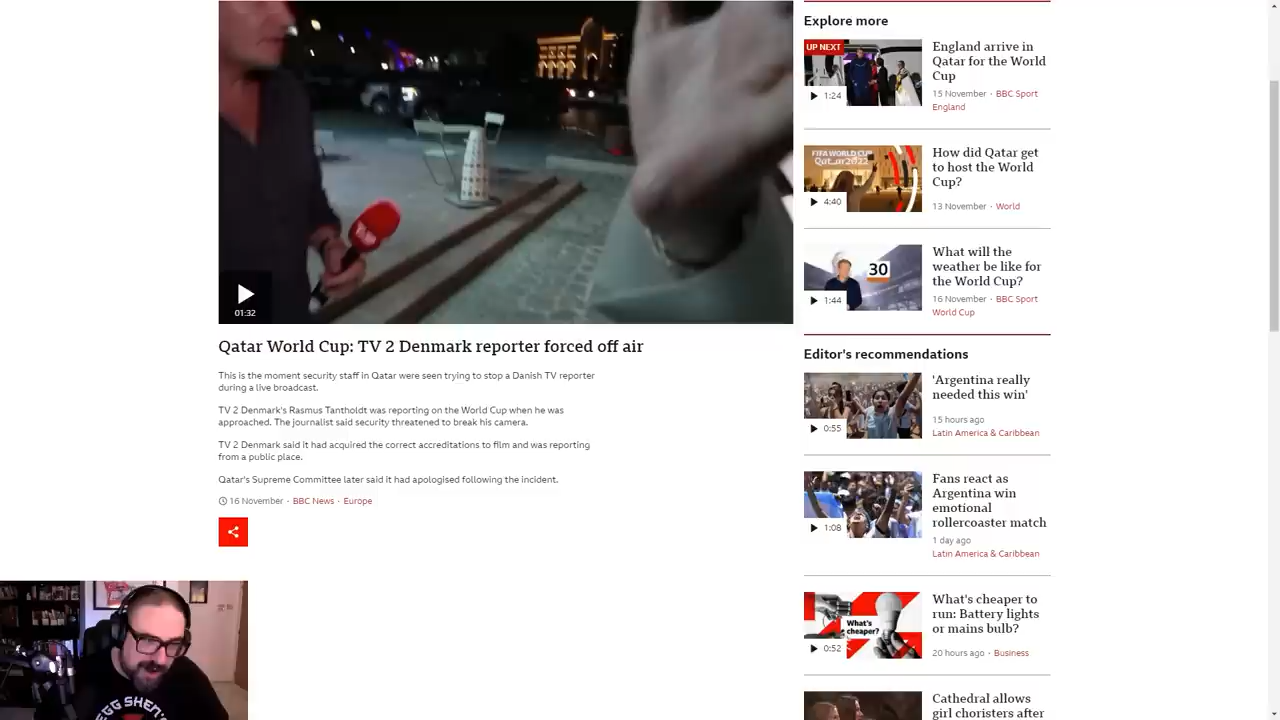 01:32
Qatar World Cup: TV 2 Denmark reporter forced off air
This is the moment security staff in Qatar were seen trying to stop a Danish TV reporter
during a live broadcast.
TV 2 Denmark's Rasmus Tantholdt was reporting on the World Cup when he was
approached. The journalist said security threatened to break his camera.
TV 2 Denmark said it had acquired the correct accreditations to film and was reporting
from a public place.
Qatar's Supreme Committee later said it had apologised following the incident.
16 November · BBC News · Europe
Explore more
UP NEXT
1:24
England arrive in
Qatar for the World
Cup
15 November · BBC Sport
England
FIFA WORLD CUP
Qatar2022
4:40
How did Qatar get
to host the World
Cup?
13 November · World
30
1:44
What will the
weather be like for
the World Cup?
16 November · BBC Sport
World Cup
Editor's recommendations
0:55
'Argentina really
needed this win'
15 hours ago
Latin America & Caribbean
1:08
Fans react as
Argentina win
emotional
rollercoaster match
1 day ago
Latin America & Caribbean
What's
cheaper?
0:52
What's cheaper to
run: Battery lights
or mains bulb?
20 hours ago · Business
Cathedral allows
girl choristers after